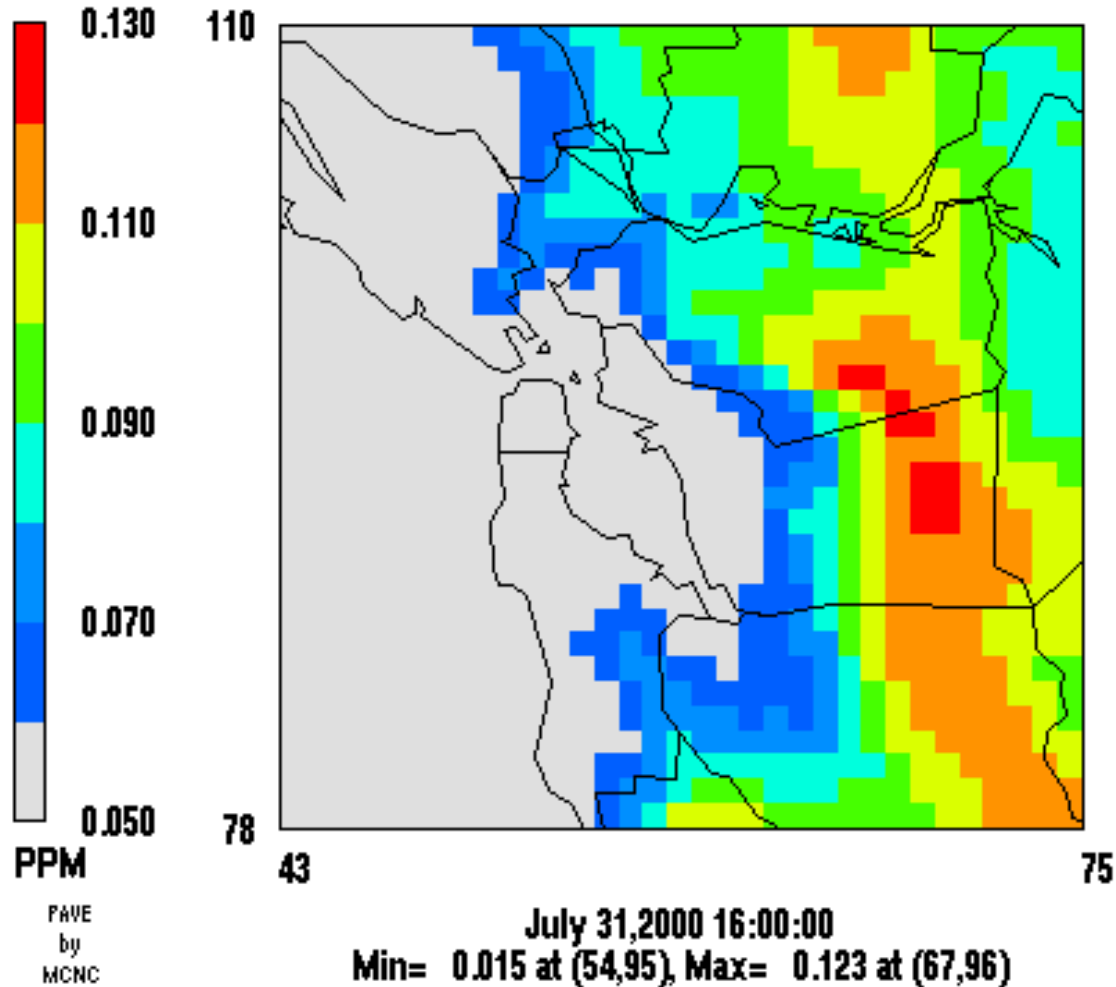 0.130
0.110
0.090
0.070
0.050
PPM
PAVE
by
MCNC
110
78
43
75
July 31,2000 16:00:00
Min= 0.015 at (54,95), Max= 0.123 at (67,96)